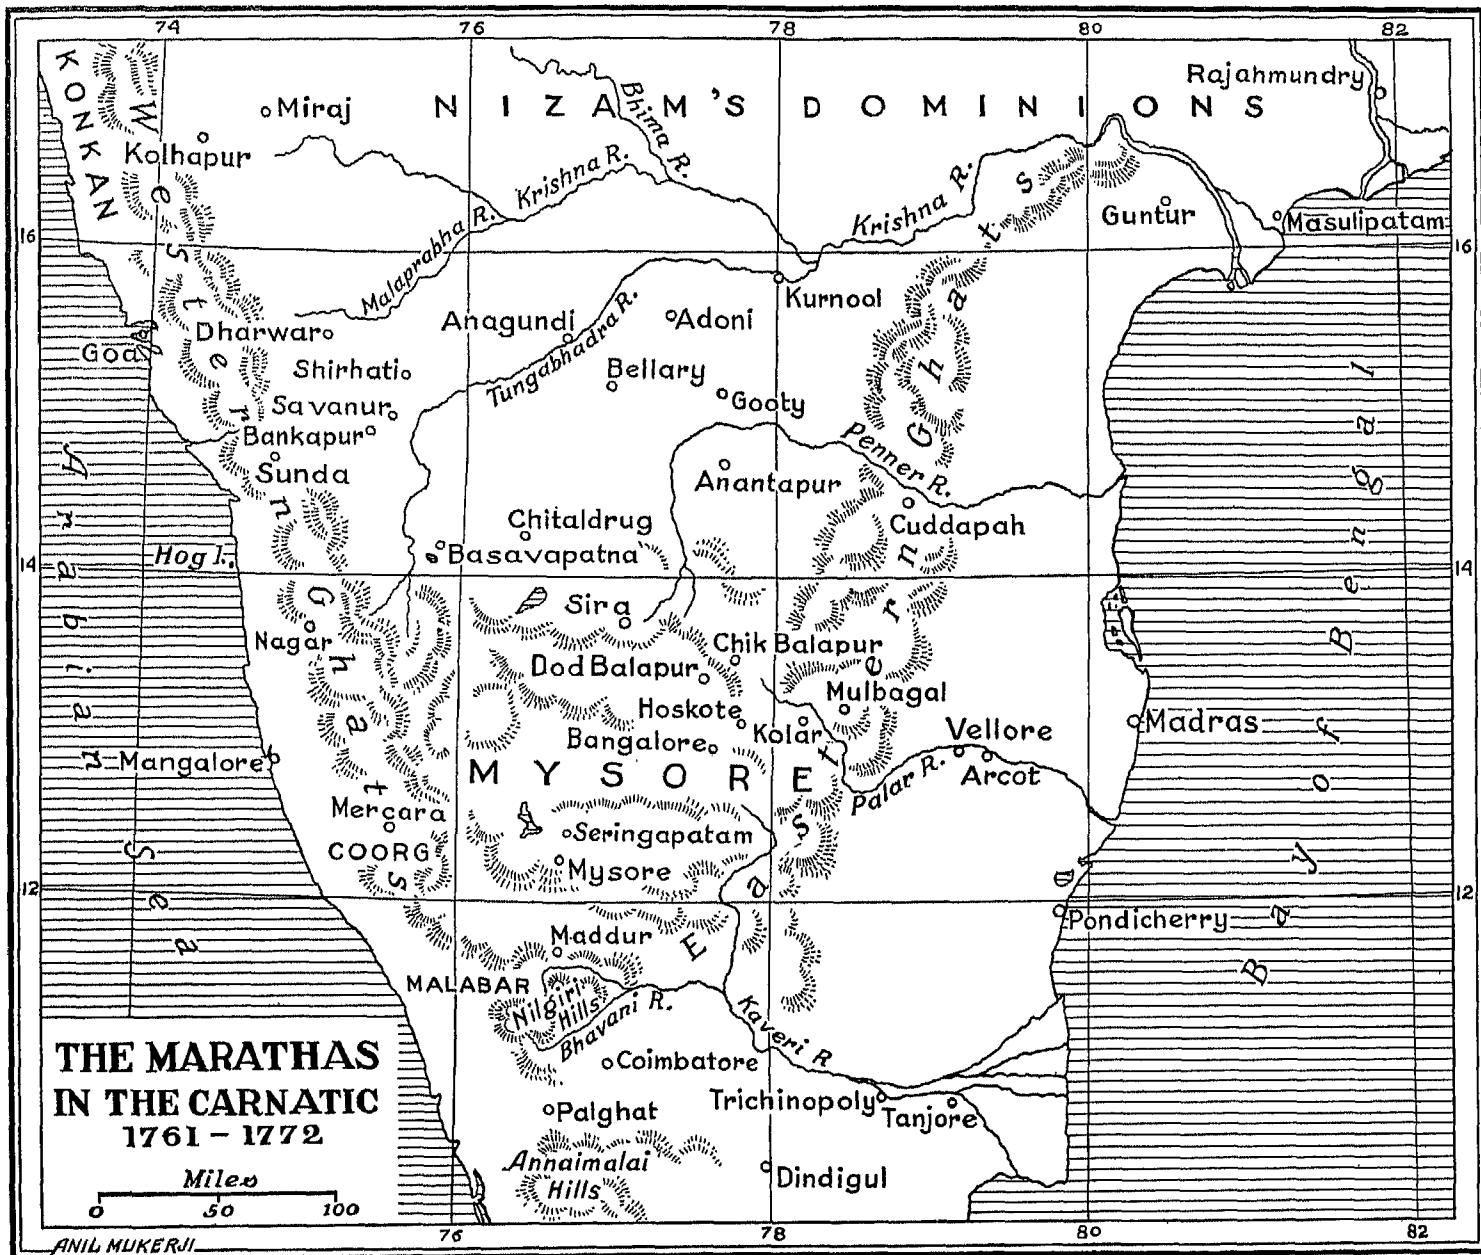 74 76 78 80 82
KONKAN
Western Ghats
Miraj
NIZAM'S DOMINIONS
Bhima R.
Rajahmundry
Kolhapur
Krishna R.
Krishna R.
Malaprabha R.
Guntur
Masulipatam
16
16
Kurnool
Eastern Ghats
Dharwar
Anagundi
Adoni
Goa
Tungabhadra R.
Shirhati
Bellary
Savanur
Gooty
Bankapur
Penner R.
Sunda
Anantapur
Cuddapah
Chitaldrug
Hog I.
Basavapatna
14
14
Sira
Nagar
Chik Balapur
Dod Balapur
Mulbagal
Hoskote
Kolar
Vellore
Madras
Bangalore
Mangalore
MYSORE
Palar R.
Arcot
Mercara
Seringapatam
COORG
Mysore
12
12
D
Pondicherry
Arabian Sea
Bay of Bengal
Maddur
MALABAR
Nilgiri
Hills
Bhavani R.
Kaveri R
Coimbatore
Palghat
Trichinopoly
Tanjore
Annaimalai
Hills
Dindigul
THE MARATHAS
IN THE CARNATIC
1761 – 1772
Miles
0 50 100
76 78 80 82
ANIL MUKERJI